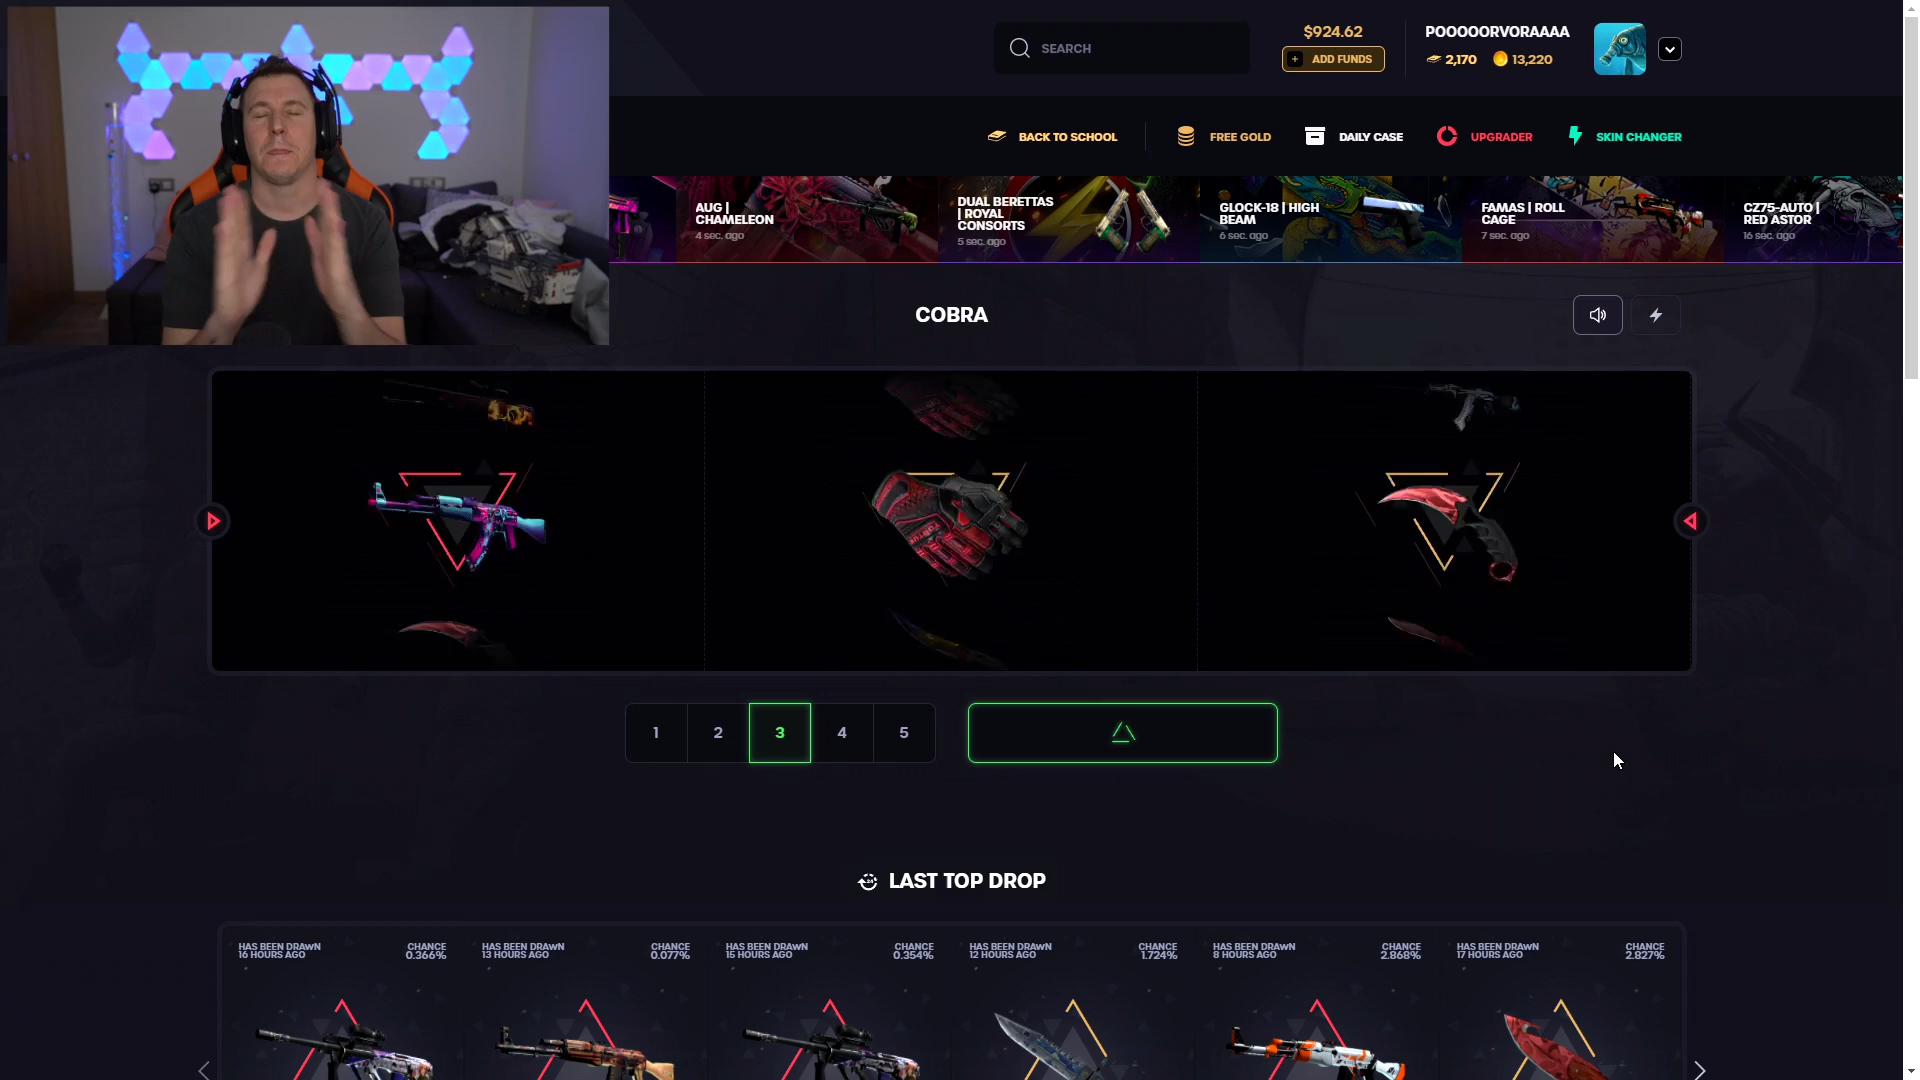 SEARCH
$924.62
ADD FUNDS
POOOOORVORAAAA
2,170
13,220
BACK TO SCHOOL
FREE GOLD
DAILY CASE
UPGRADER
SKIN CHANGER
AUG |
CHAMELEON
4 sec. ago
DUAL BERETTAS
| ROYAL
CONSORTS
5 sec. ago
GLOCK-18 | HIGH
BEAM
6 sec. ago
FAMAS | ROLL
CAGE
7 sec. ago
CZ75-AUTO |
RED ASTOR
16 sec. ago
COBRA
1
2
3
4
5
LAST TOP DROP
HAS BEEN DRAWN
16 HOURS AGO
CHANCE
0.366%
HAS BEEN DRAWN
13 HOURS AGO
CHANCE
0.077%
HAS BEEN DRAWN
15 HOURS AGO
CHANCE
0.354%
HAS BEEN DRAWN
12 HOURS AGO
CHANCE
1.724%
HAS BEEN DRAWN
8 HOURS AGO
CHANCE
2.868%
HAS BEEN DRAWN
17 HOURS AGO
CHANCE
2.827%